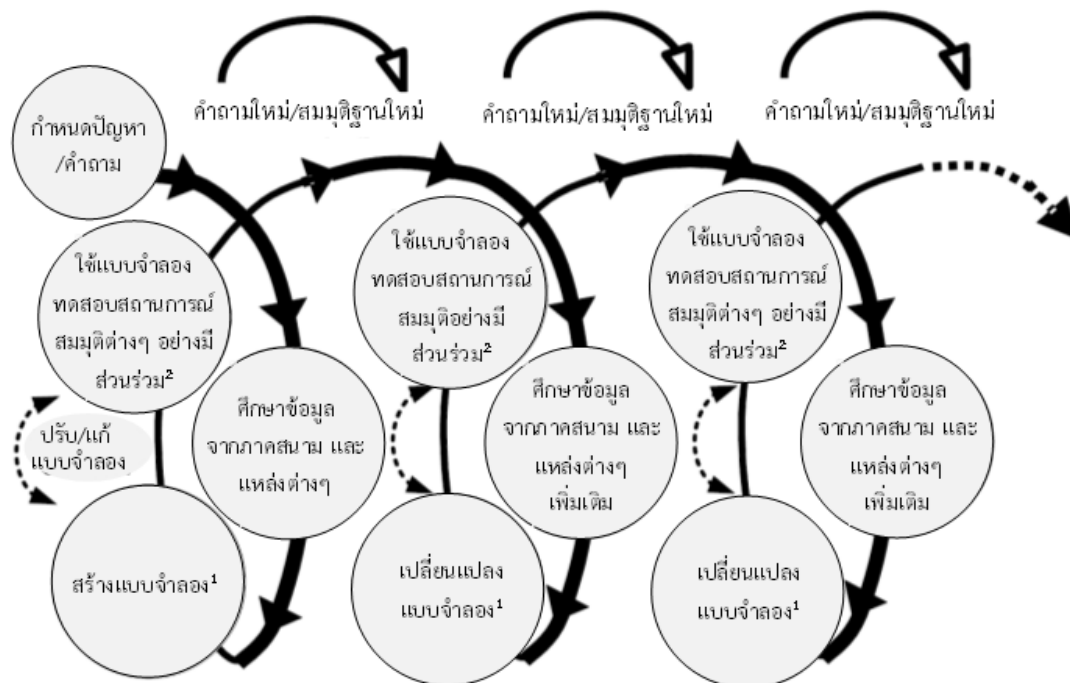 คำถามใหม่/สมมุติฐานใหม่
คำถามใหม่/สมมุติฐานใหม่
คำถามใหม่/สมมุติฐานใหม่
กำหนดปัญหา
/คำถาม
ใช้แบบจำลอง
ทดสอบสถานการณ์
สมมุติต่างๆ อย่างมี
ส่วนร่วม²
ปรับ/แก้
แบบจำลอง
ศึกษาข้อมูล
จากภาคสนาม และ
แหล่งต่างๆ
สร้างแบบจำลอง¹
ใช้แบบจำลอง
ทดสอบสถานการณ์
สมมุติอย่างมี
ส่วนร่วม²
ศึกษาข้อมูล
จากภาคสนาม และ
แหล่งต่างๆ
เพิ่มเติม
เปลี่ยนแปลง
แบบจำลอง¹
ใช้แบบจำลอง
ทดสอบสถานการณ์
สมมุติต่างๆ อย่างมี
ส่วนร่วม²
ศึกษาข้อมูล
จากภาคสนาม และ
แหล่งต่างๆ
เพิ่มเติม
เปลี่ยนแปลง
แบบจำลอง¹